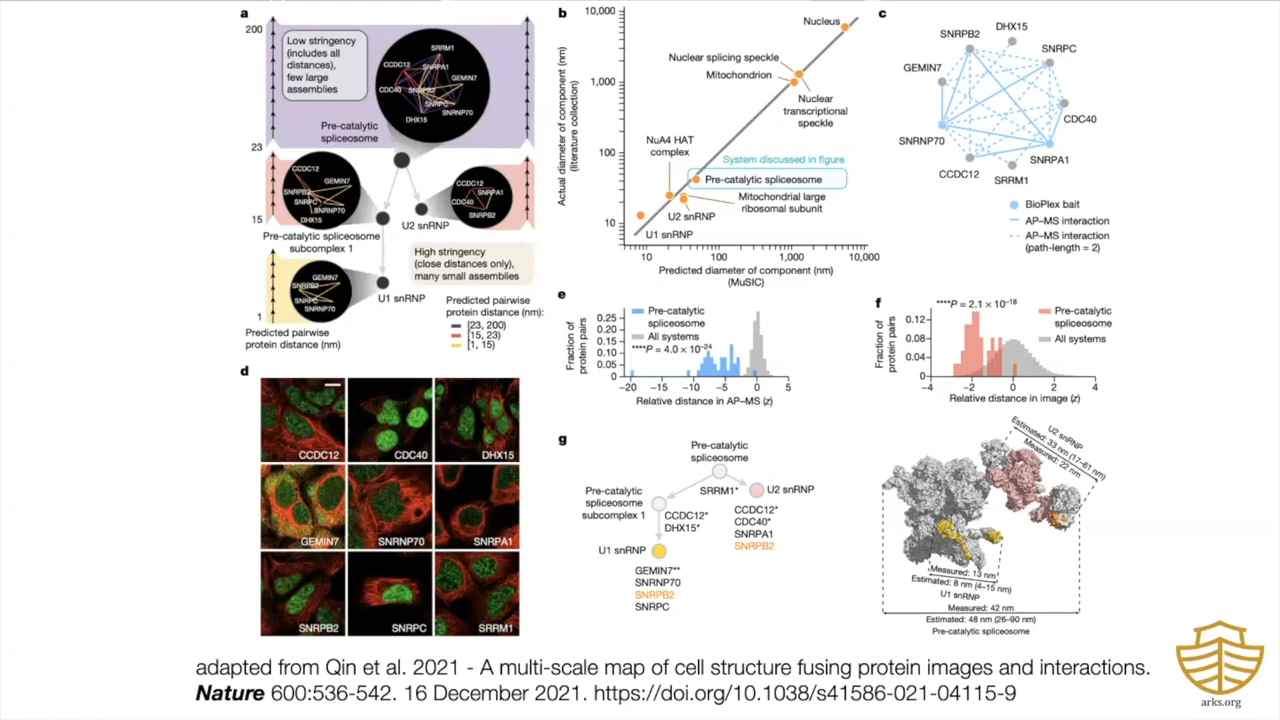 a
200
Low stringency
(includes all
distances),
few large
assemblies
SRRM1
CCDC12
SNRPA1
GEMIN7
CDC40
SNRPB2
SNRPC
SNRNP70
DHX15
Pre-catalytic
spliceosome
23
CCDC12
GEMIN7
SNRPB2
SNRPC
SNRNP70
DHX15
CCDC12
SNRPA1
CDC40
SNRPB2
15
U2 snRNP
Pre-catalytic spliceosome
subcomplex 1
High stringency
(close distances only),
many small assemblies
GEMIN7
SNRPB2
SNRPC
SNRNP70
U1 snRNP
1
Predicted pairwise
protein distance (nm)
Predicted pairwise
protein distance (nm):
[23, 200)
[15, 23)
[1, 15)
b
Actual diameter of component (nm)
(literature collection)
10,000
1,000
100
10
Nucleus
Nuclear splicing speckle
Mitochondrion
Nuclear
transcriptional
speckle
NuA4 HAT
complex
System discussed in figure
Pre-catalytic spliceosome
Mitochondrial large
ribosomal subunit
U2 snRNP
U1 snRNP
10 100 1,000 10,000
Predicted diameter of component (nm)
(MuSIC)
c
DHX15
SNRPB2
SNRPC
GEMIN7
CDC40
SNRNP70
SNRPA1
CCDC12
SRRM1
BioPlex bait
AP–MS interaction
AP–MS interaction
(path-length = 2)
d
CCDC12
CDC40
DHX15
GEMIN7
SNRNP70
SNRPA1
SNRPB2
SNRPC
SRRM1
e
Fraction of
protein pairs
0.25
0.20
0.15
0.10
0.05
0
Pre-catalytic
spliceosome
All systems
****P = 4.0 × 10−24
−20 −15 −10 −5 0 5
Relative distance in AP–MS (z)
f
****P = 2.1 × 10−18
Fraction of
protein pairs
0.12
0.08
0.04
0
Pre-catalytic
spliceosome
All systems
−4 −2 0 2 4
Relative distance in image (z)
g
Pre-catalytic
spliceosome
SRRM1*
U2 snRNP
Pre-catalytic
spliceosome
subcomplex 1
CCDC12*
DHX15*
CCDC12*
CDC40*
SNRPA1
SNRPB2
U1 snRNP
GEMIN7**
SNRNP70
SNRPB2
SNRPC
U2 snRNP
Estimated: 33 nm (17–61 nm)
Measured: 22 nm
Measured: 13 nm
Estimated: 8 nm (4–15 nm)
U1 snRNP
Measured: 42 nm
Estimated: 48 nm (26–90 nm)
Pre-catalytic spliceosome
adapted from Qin et al. 2021 - A multi-scale map of cell structure fusing protein images and interactions.
Nature 600:536-542. 16 December 2021. https://doi.org/10.1038/s41586-021-04115-9
arks.org